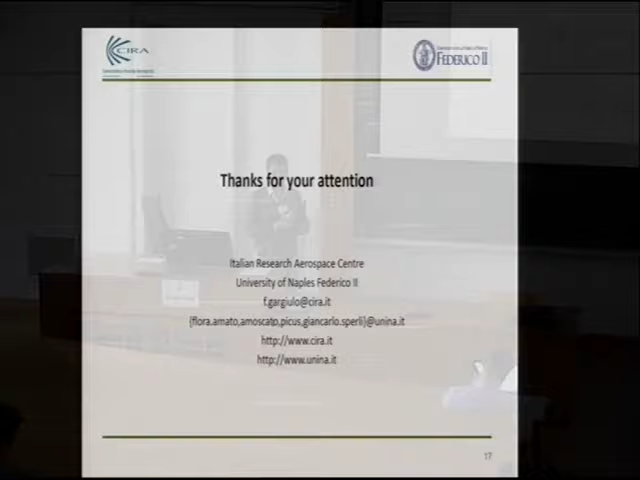 CIRA
FEDERICO II
Thanks for your attention
Italian Research Aerospace Centre
University of Naples Federico II
f.gargiulo@cira.it
{flora.amato,amoscato,picus,giancarlo.sperlì}@unina.it
http://www.cira.it
http://www.unina.it
17